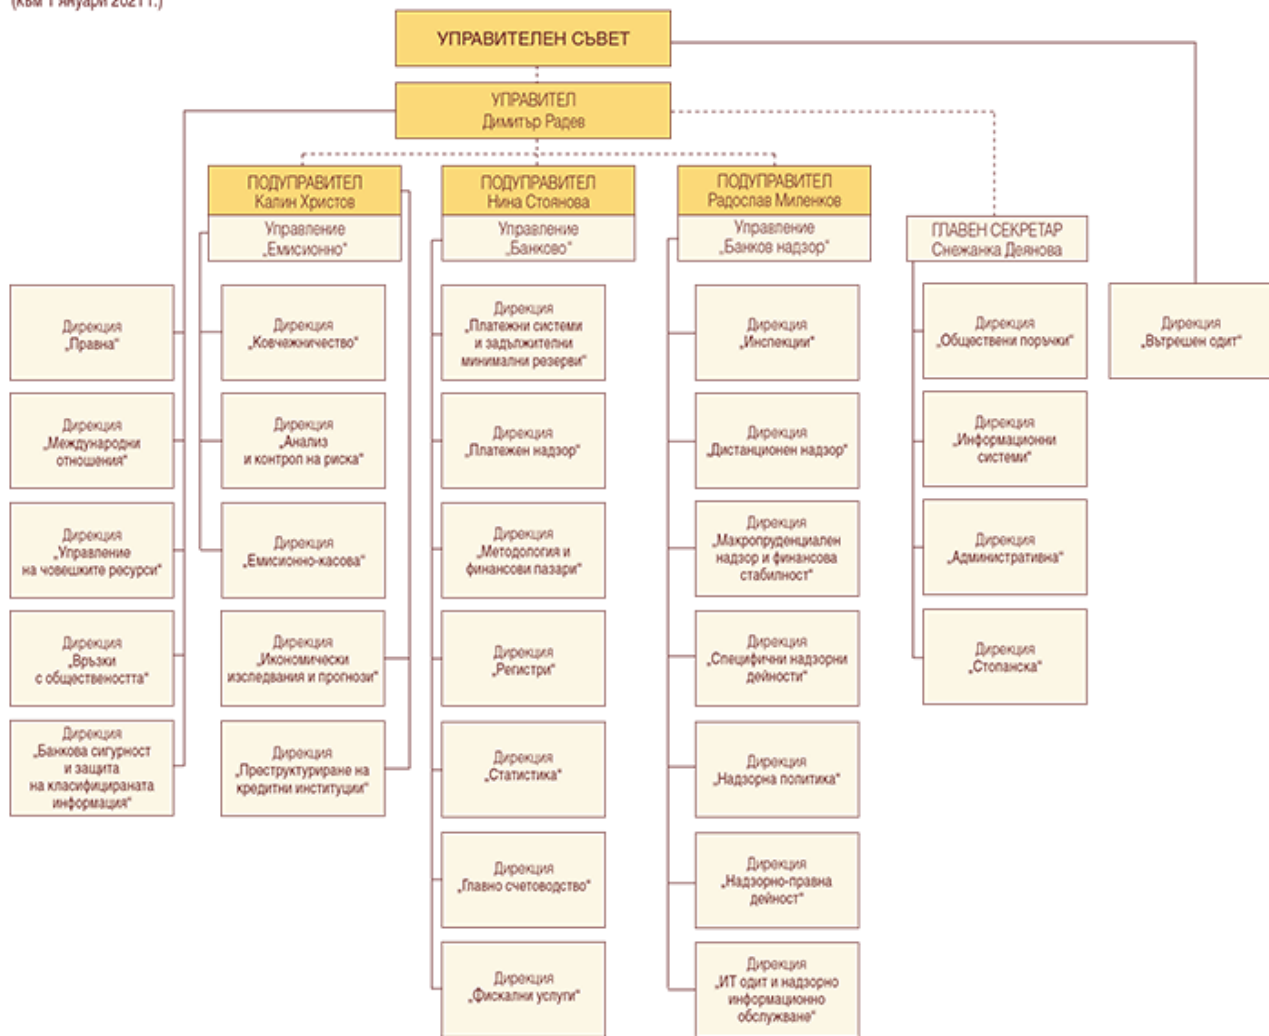 (към 1 януари 2021 г.)
УПРАВИТЕЛЕН СЪВЕТ
УПРАВИТЕЛ
Димитър Радев
ПОДУПРАВИТЕЛ
Калин Христов
Управление
„Емисионно“
ПОДУПРАВИТЕЛ
Нина Стоянова
Управление
„Банково“
ПОДУПРАВИТЕЛ
Радослав Миленков
Управление
„Банков надзор“
ГЛАВЕН СЕКРЕТАР
Снежанка Деянова
Дирекция
„Правна“
Дирекция
„Международни
отношения“
Дирекция
„Управление
на човешките ресурси“
Дирекция
„Връзки
с обществеността“
Дирекция
„Банкова сигурност
и защита
на класифицираната
информация“
Дирекция
„Ковчежничество“
Дирекция
„Анализ
и контрол на риска“
Дирекция
„Емисионно-касова“
Дирекция
„Икономически
изследвания и прогнози“
Дирекция
„Преструктуриране на
кредитни институции“
Дирекция
„Платежни системи
и задължителни
минимални резерви“
Дирекция
„Платежен надзор“
Дирекция
„Методология и
финансови пазари“
Дирекция
„Регистри“
Дирекция
„Статистика“
Дирекция
„Главно счетоводство“
Дирекция
„Фискални услуги“
Дирекция
„Инспекции“
Дирекция
„Дистанционен надзор“
Дирекция
„Макропруденциален
надзор и финансова
стабилност“
Дирекция
„Специфични надзорни
дейности“
Дирекция
„Надзорна политика“
Дирекция
„Надзорно-правна
дейност“
Дирекция
„ИТ одит и надзорно
информационно
обслужване“
Дирекция
„Обществени поръчки“
Дирекция
„Информационни
системи“
Дирекция
„Административна“
Дирекция
„Стопанска“
Дирекция
„Вътрешен одит“